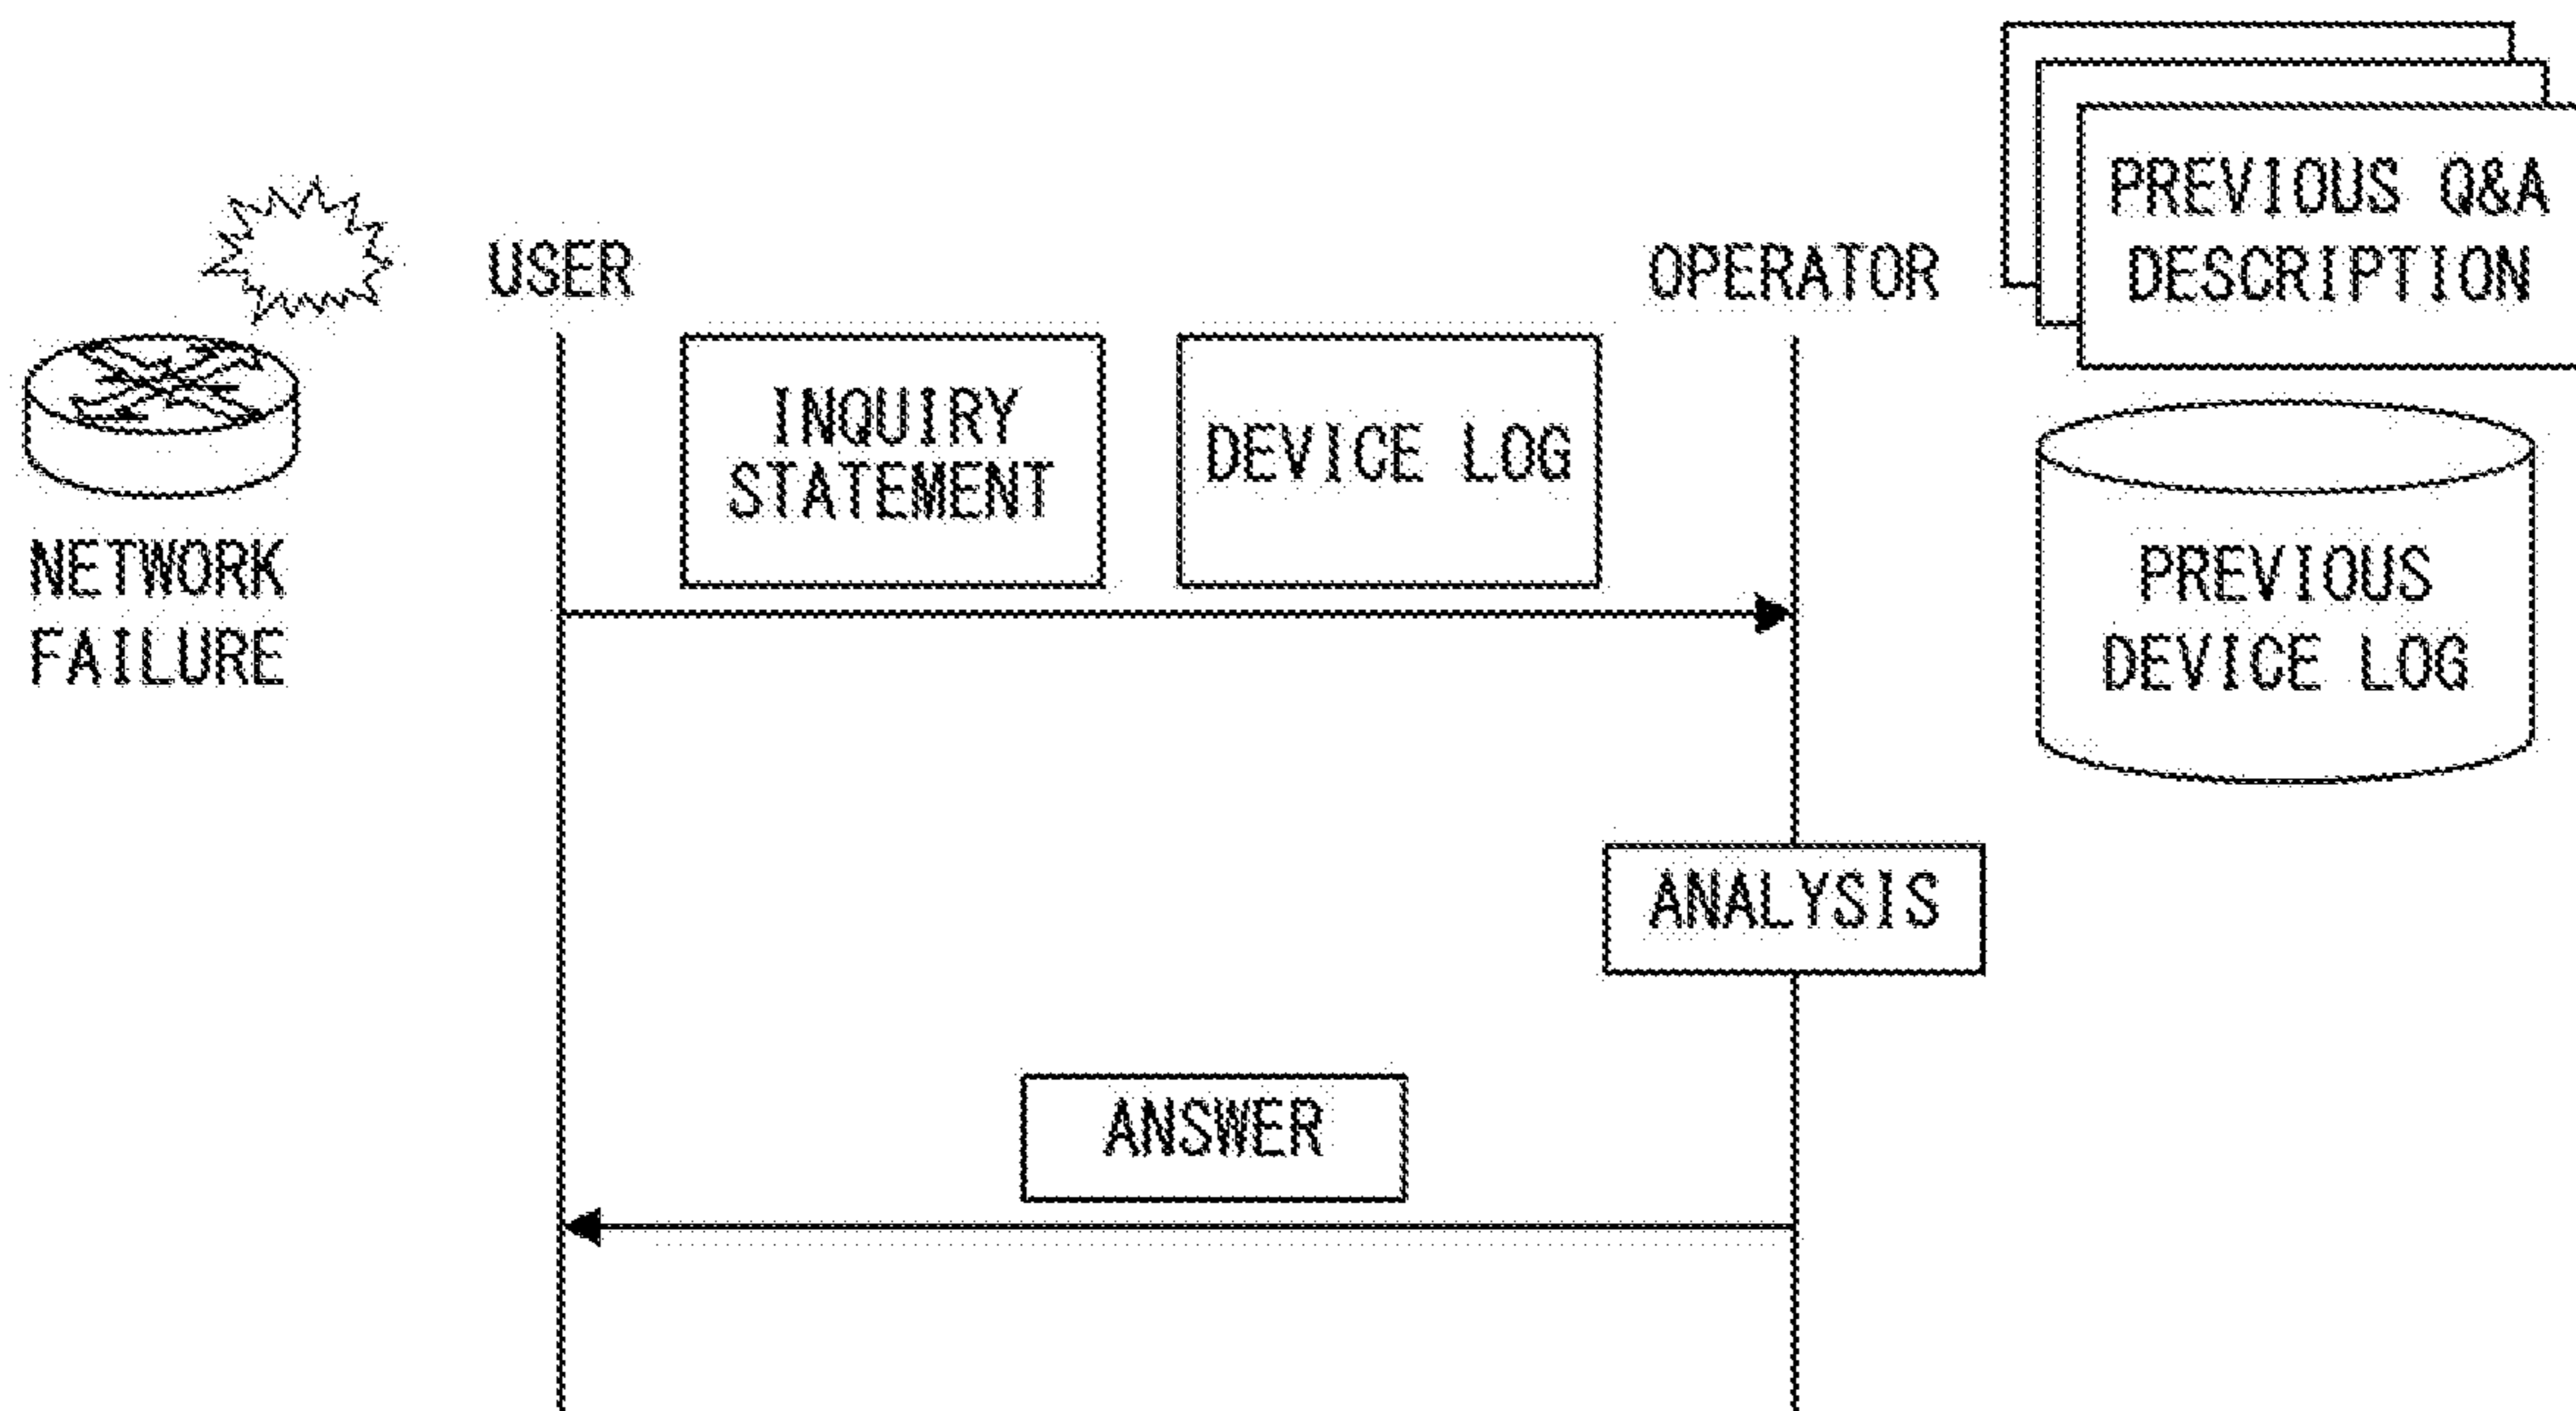 USER
OPERATOR
PREVIOUS Q&A
DESCRIPTION
NETWORK
FAILURE
INQUIRY
STATEMENT
DEVICE LOG
PREVIOUS
DEVICE LOG
ANALYSIS
ANSWER